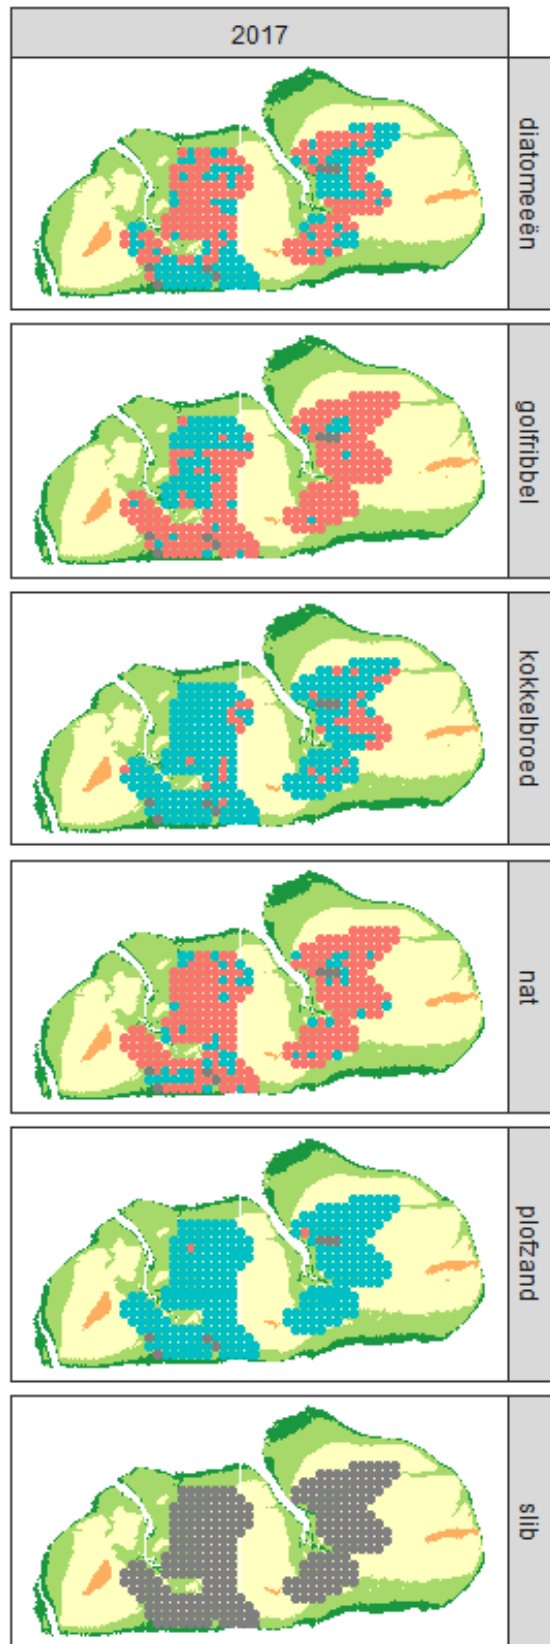 2017
diatomeeën
golfribbel
kokkelbroed
nat
plofzand
slib